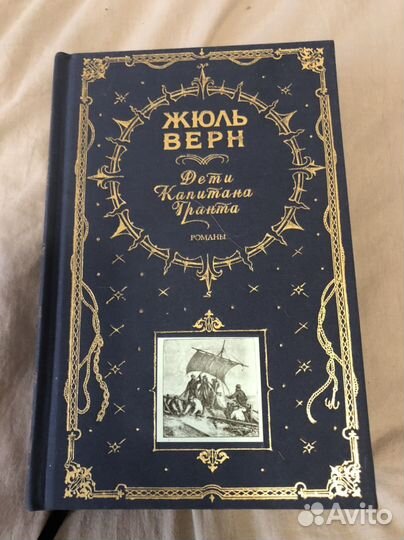 ЖЮЛЬ
ВЕРН
Дети
Капитана
Гранта
РОМАНЫ
Avito